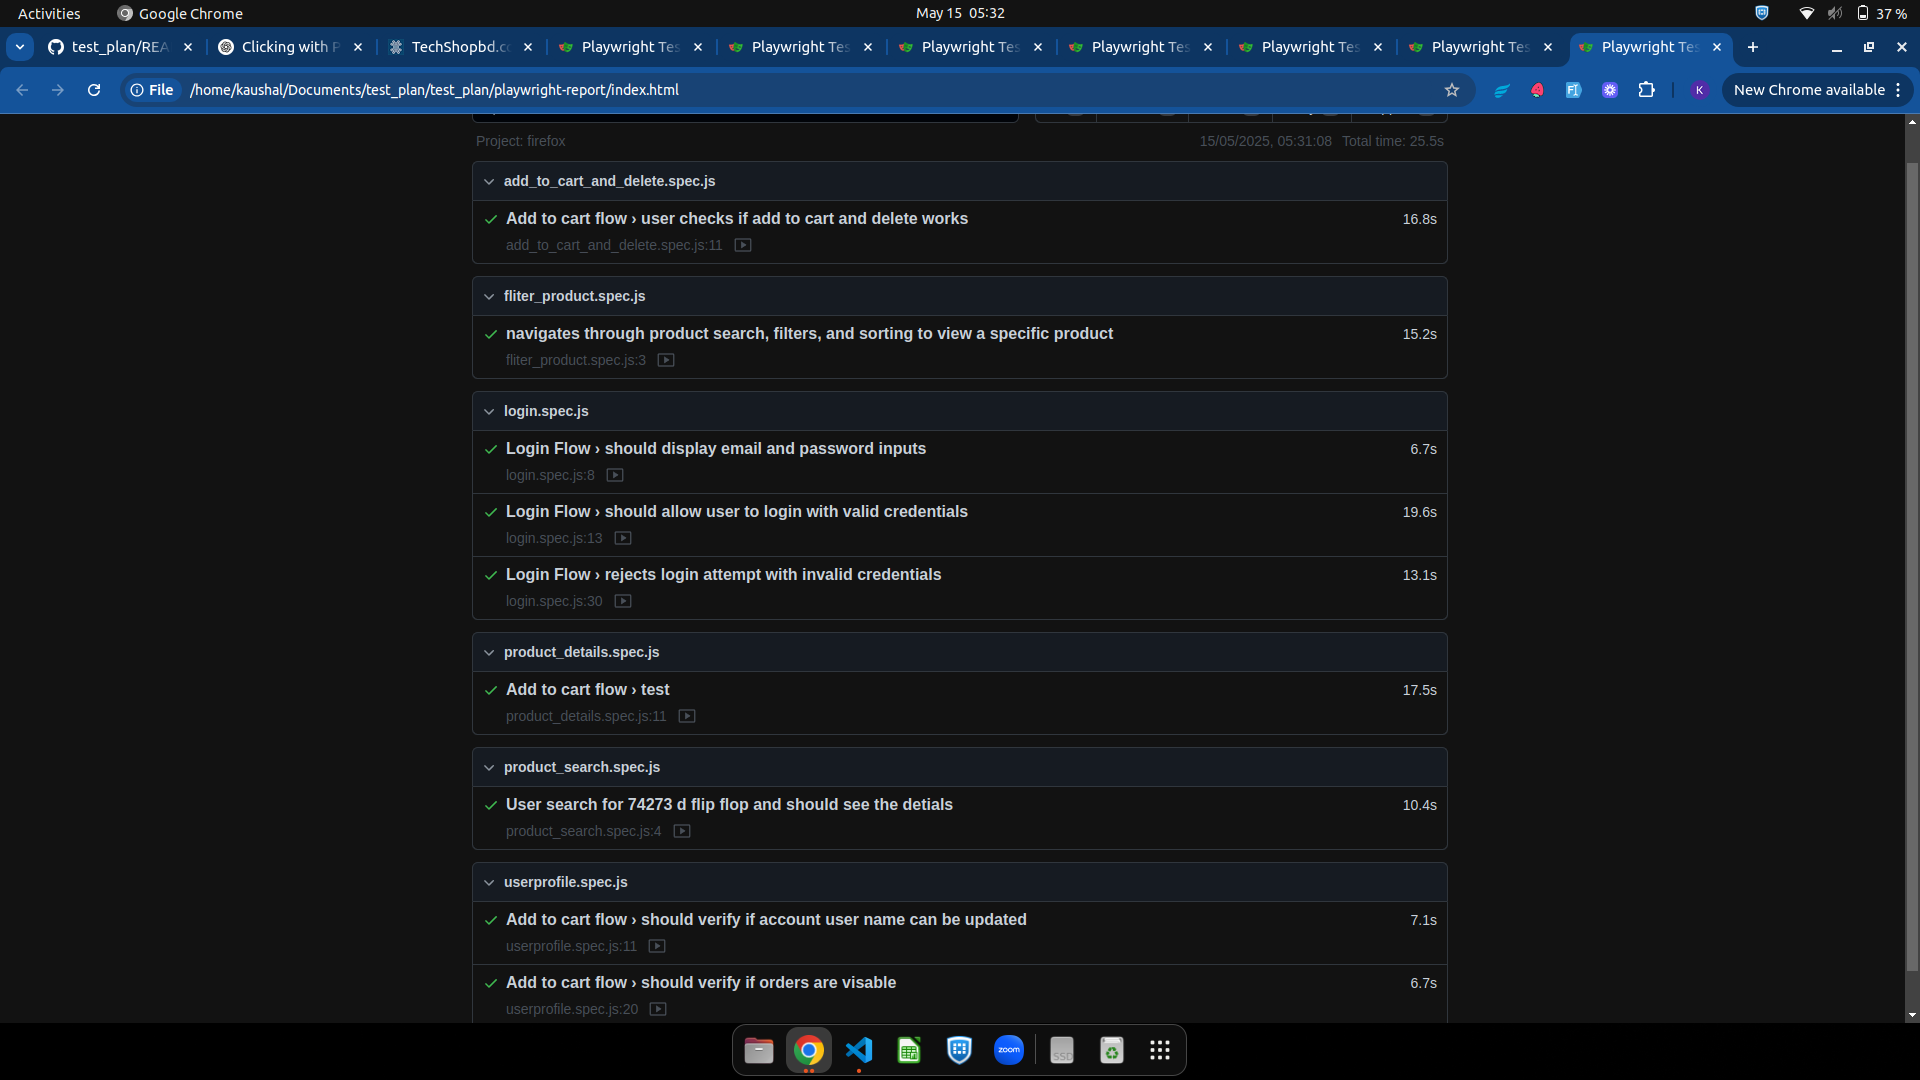 Activities
Google Chrome
May 15 05:32
37 %
test_plan/REA
Clicking with P
TechShopbd.c
Playwright Tes
Playwright Tes
Playwright Tes
Playwright Tes
Playwright Tes
Playwright Tes
Playwright Tes
File
/home/kaushal/Documents/test_plan/test_plan/playwright-report/index.html
K
New Chrome available
Project: firefox
15/05/2025, 05:31:08 Total time: 25.5s
add_to_cart_and_delete.spec.js
Add to cart flow › user checks if add to cart and delete works
16.8s
add_to_cart_and_delete.spec.js:11
fliter_product.spec.js
navigates through product search, filters, and sorting to view a specific product
15.2s
fliter_product.spec.js:3
login.spec.js
Login Flow › should display email and password inputs
6.7s
login.spec.js:8
Login Flow › should allow user to login with valid credentials
19.6s
login.spec.js:13
Login Flow › rejects login attempt with invalid credentials
13.1s
login.spec.js:30
product_details.spec.js
Add to cart flow › test
17.5s
product_details.spec.js:11
product_search.spec.js
User search for 74273 d flip flop and should see the detials
10.4s
product_search.spec.js:4
userprofile.spec.js
Add to cart flow › should verify if account user name can be updated
7.1s
userprofile.spec.js:11
Add to cart flow › should verify if orders are visable
6.7s
userprofile.spec.js:20
zoom
SSD